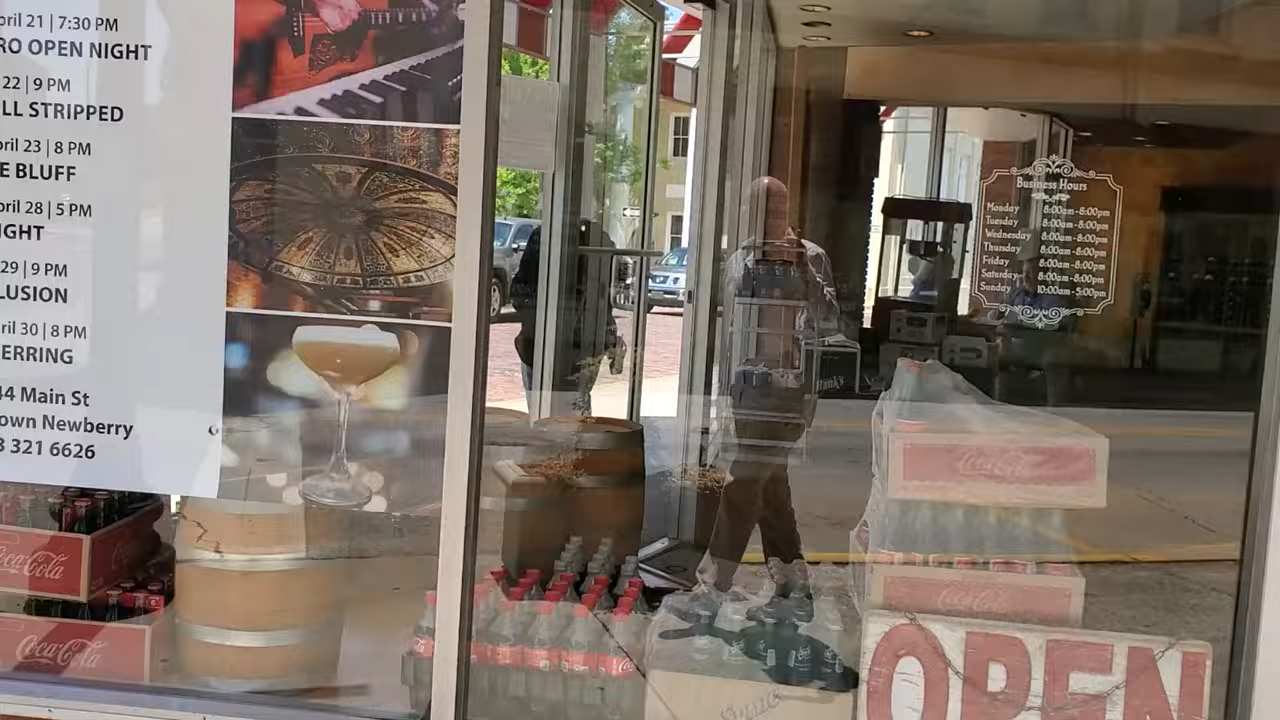 pril 21 | 7:30 PM
RO OPEN NIGHT
22 | 9 PM
LL STRIPPED
pril 23 | 8 PM
E BLUFF
ril 28 | 5 PM
IGHT
29 | 9 PM
LUSION
ril 30 | 8 PM
ERRING
44 Main St
own Newberry
3 321 6626
Business Hours
Monday 8:00am-8:00pm
Tuesday 8:00am-8:00pm
Wednesday 8:00am-8:00pm
Thursday 8:00am-8:00pm
Friday 8:00am-8:00pm
Saturday 8:00am-8:00pm
Sunday 10:00am-5:00pm
Coca-Cola
Coca-Cola
Coca-Cola
Coca-Cola
OPEN